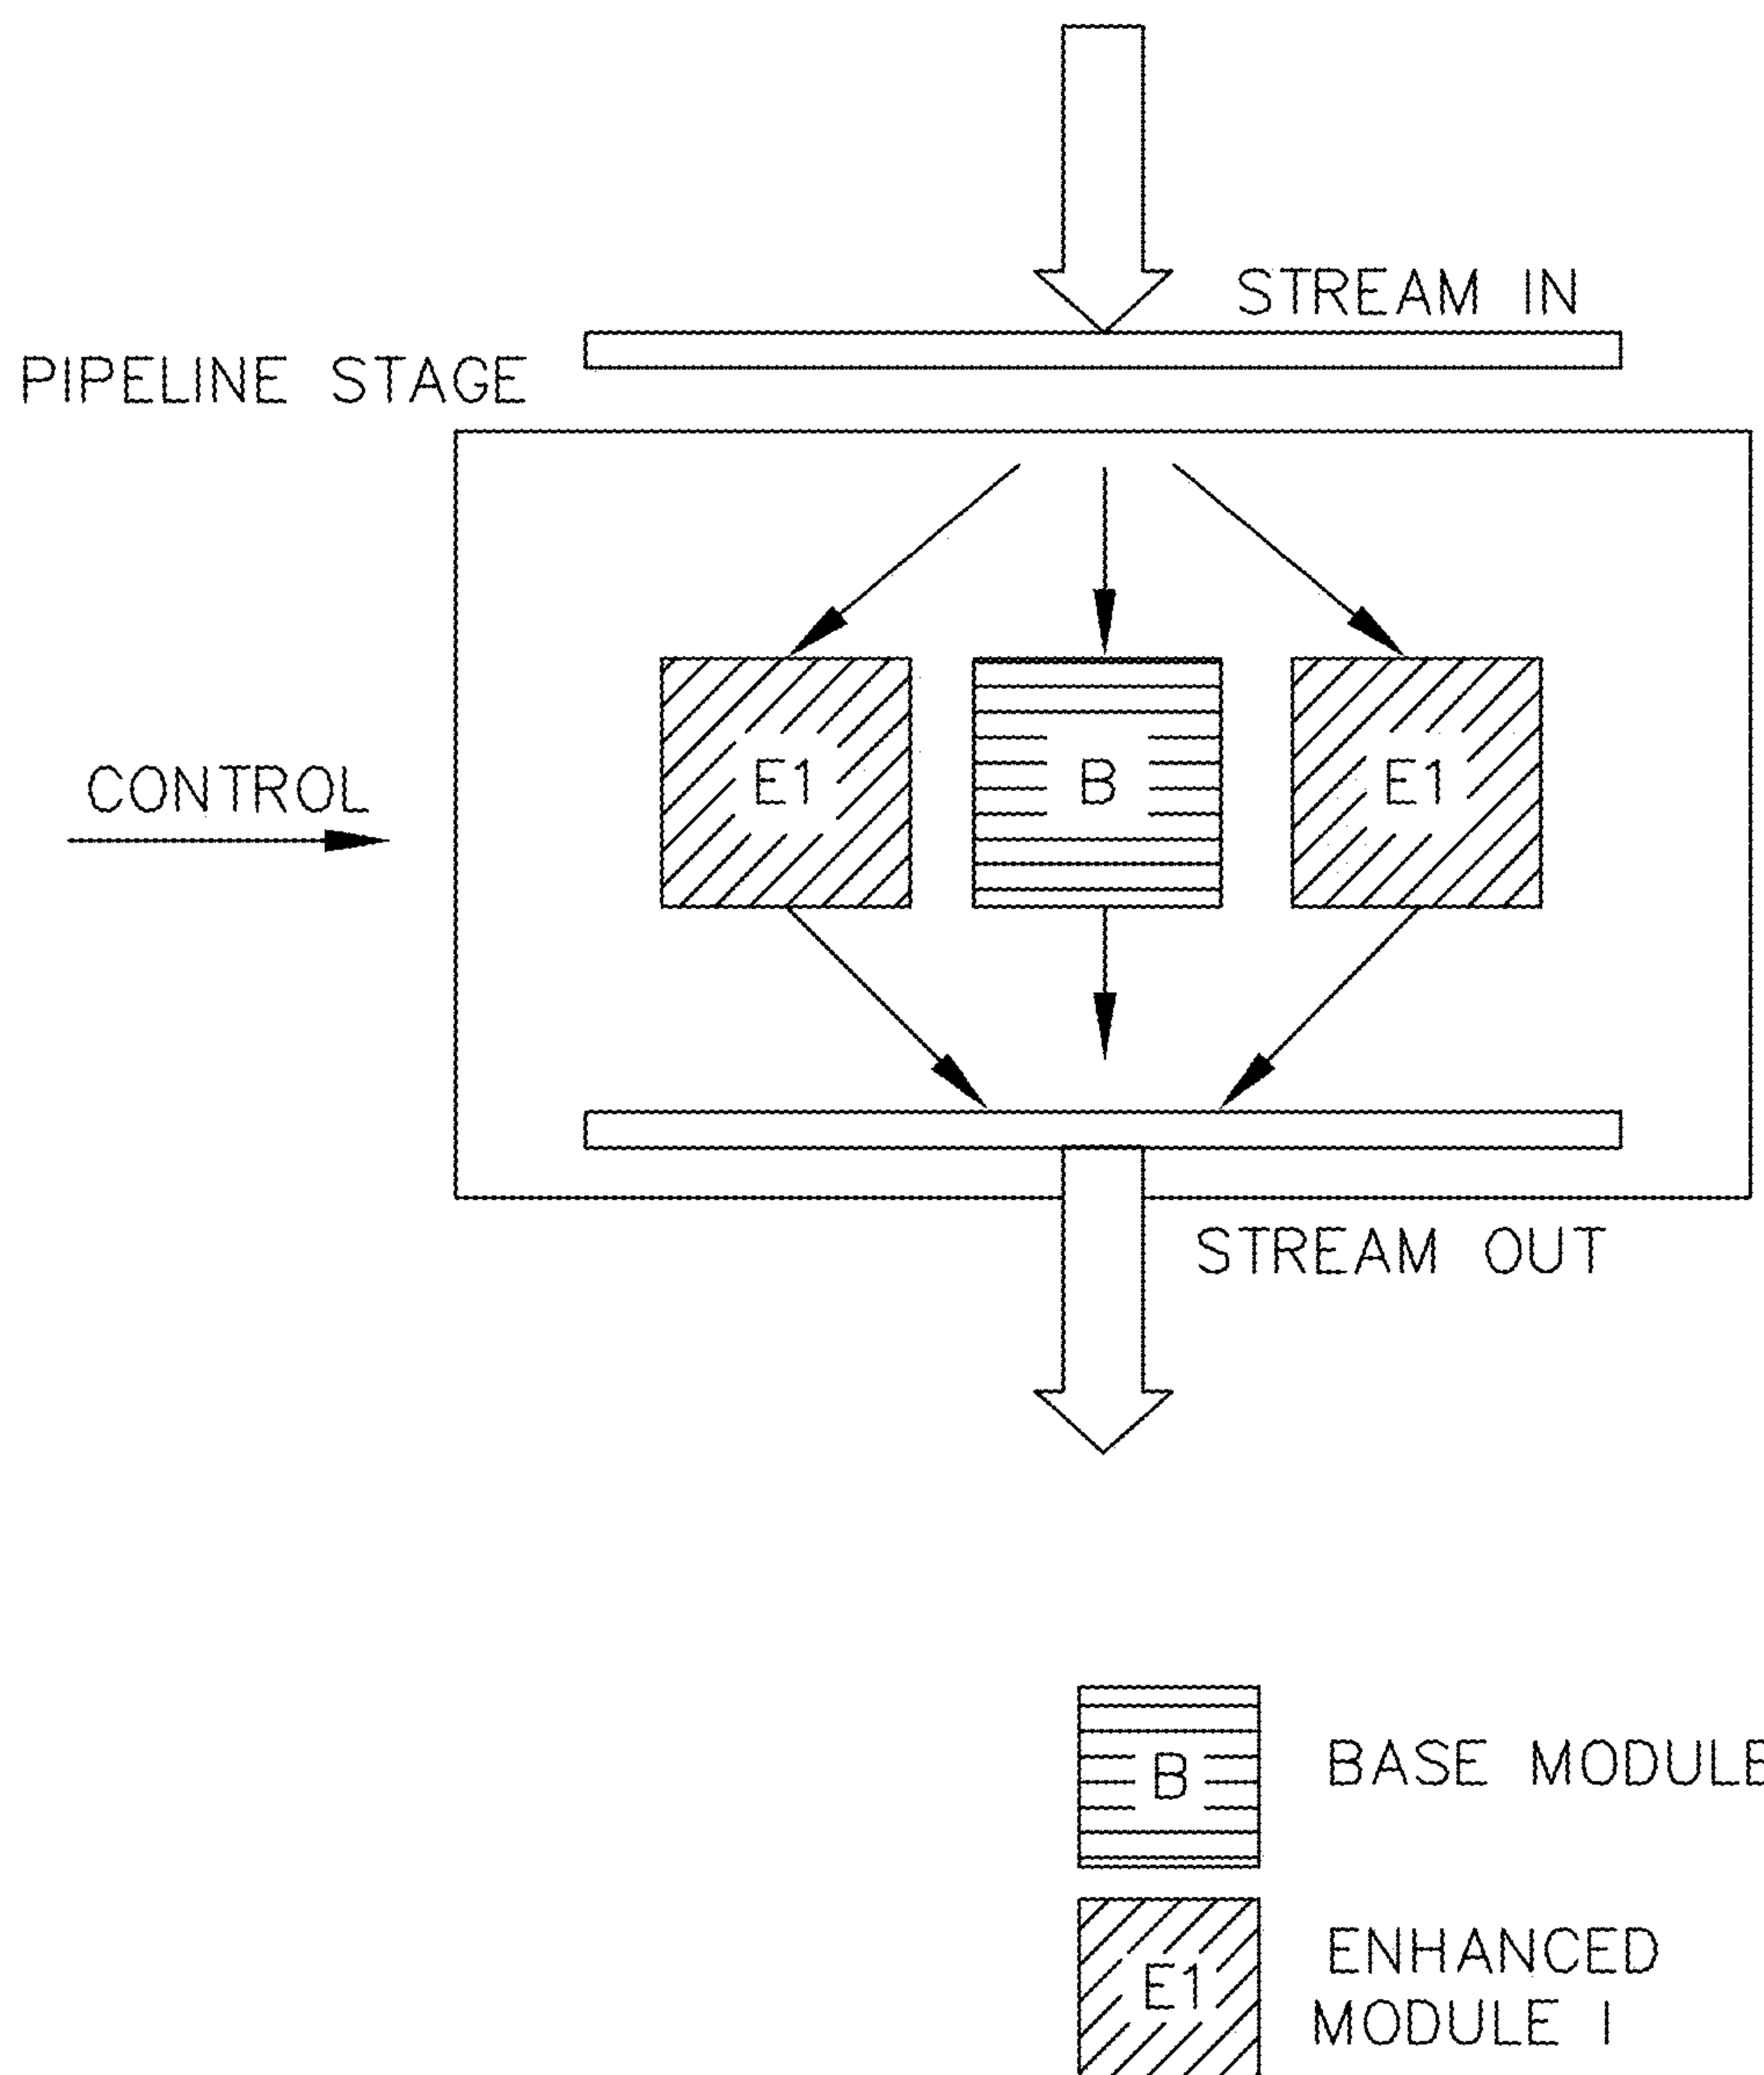 STREAM IN
PIPELINE STAGE
E1
B
E1
CONTROL
STREAM OUT
B
BASE MODULE
E1
ENHANCED
MODULE I